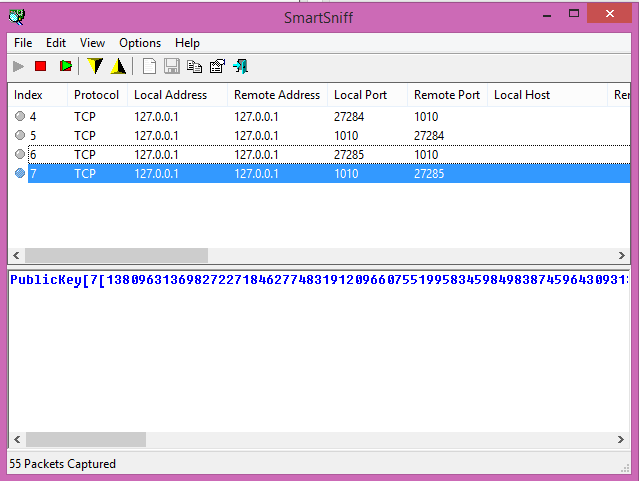 SmartSniff
File Edit View Options Help
Index Protocol Local Address Remote Address Local Port Remote Port Local Host Rer
4 TCP 127.0.0.1 127.0.0.1 27284 1010
5 TCP 127.0.0.1 127.0.0.1 1010 27284
6 TCP 127.0.0.1 127.0.0.1 27285 1010
7 TCP 127.0.0.1 127.0.0.1 1010 27285
PublicKey[7[138096313698272271846277483191209660755199583459849838745964309313
55 Packets Captured